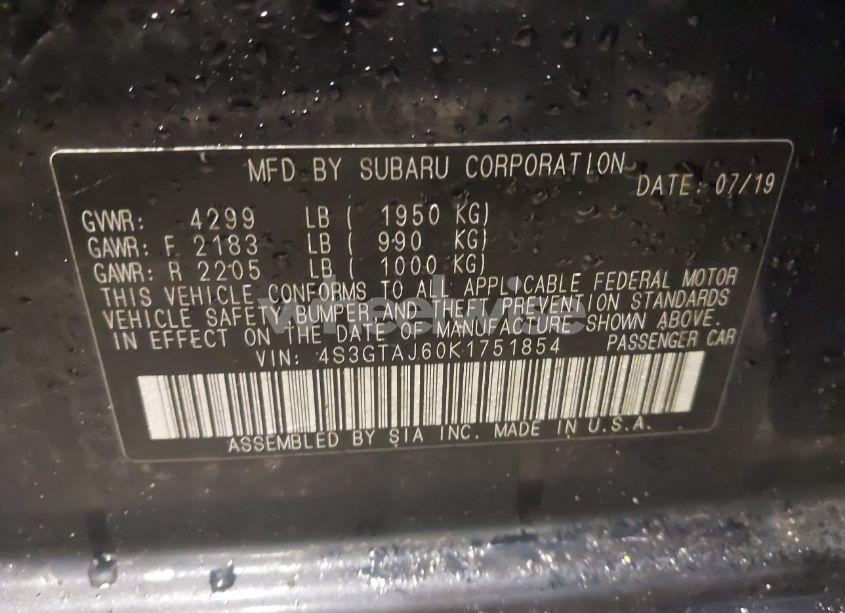 MFD BY SUBARU CORPORATION
DATE: 07/19
GVWR: 4299 LB ( 1950 KG)
GAWR: F 2183 LB ( 990 KG)
GAWR: R 2205 LB ( 1000 KG)
THIS VEHICLE CONFORMS TO ALL APPLICABLE FEDERAL MOTOR
VEHICLE SAFETY, BUMPER, AND THEFT PREVENTION STANDARDS
IN EFFECT ON THE DATE OF MANUFACTURE SHOWN ABOVE.
VIN: 4S3GTAJ60K1751854 PASSENGER CAR
ASSEMBLED BY SIA INC. MADE IN U.S.A.
wheelwise